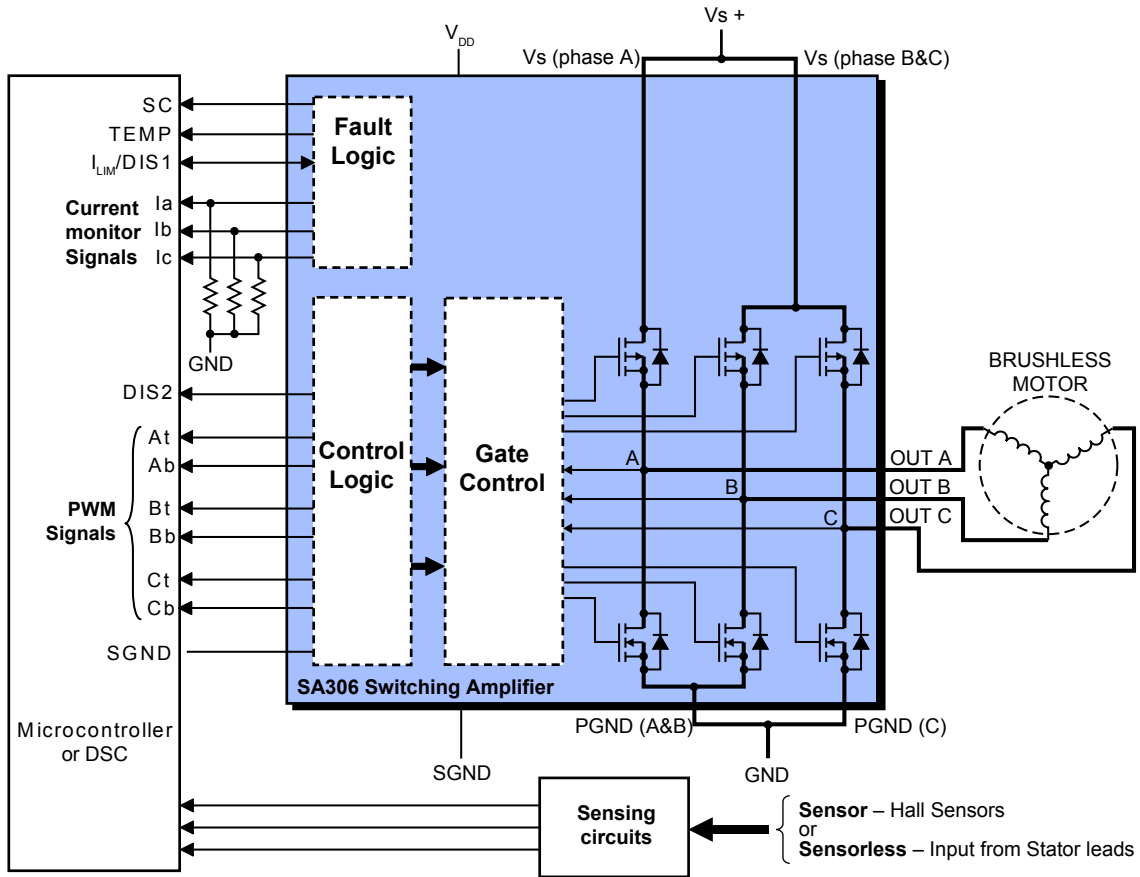 Vs +
V_DD
Vs (phase A)
Vs (phase B&C)
SC
TEMP
I_LIM/DIS1
Current
monitor
Signals
Ia
Ib
Ic
GND
Fault
Logic
DIS2
At
Ab
Bt
Bb
Ct
Cb
PWM
Signals
SGND
Control
Logic
Gate
Control
A
B
C
OUT A
OUT B
OUT C
BRUSHLESS
MOTOR
SA306 Switching Amplifier
PGND (A&B)
PGND (C)
Microcontroller
or DSC
SGND
GND
Sensing
circuits
Sensor – Hall Sensors
or
Sensorless – Input from Stator leads